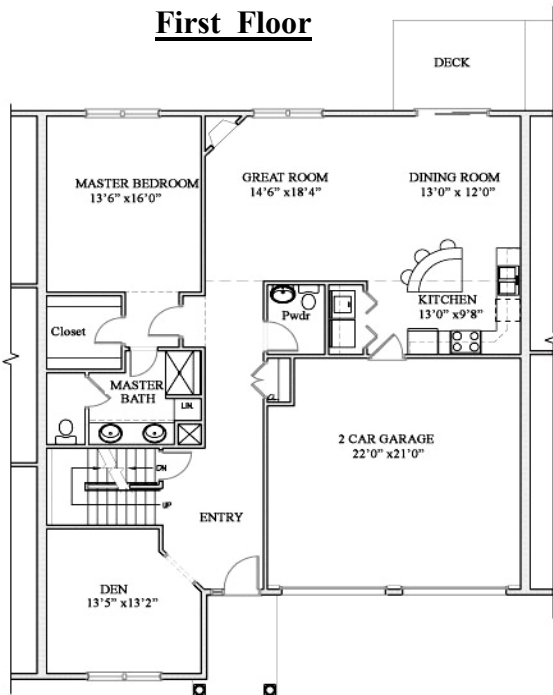 First Floor
DECK
MASTER BEDROOM
13'6" x16'0"
GREAT ROOM
14'6" x18'4"
DINING ROOM
13'0" x 12'0"
KITCHEN
13'0" x9'8"
Pwdr
Closet
MASTER
BATH
LIN.
2 CAR GARAGE
22'0" x21'0"
DN
UP
ENTRY
DEN
13'5" x13'2"